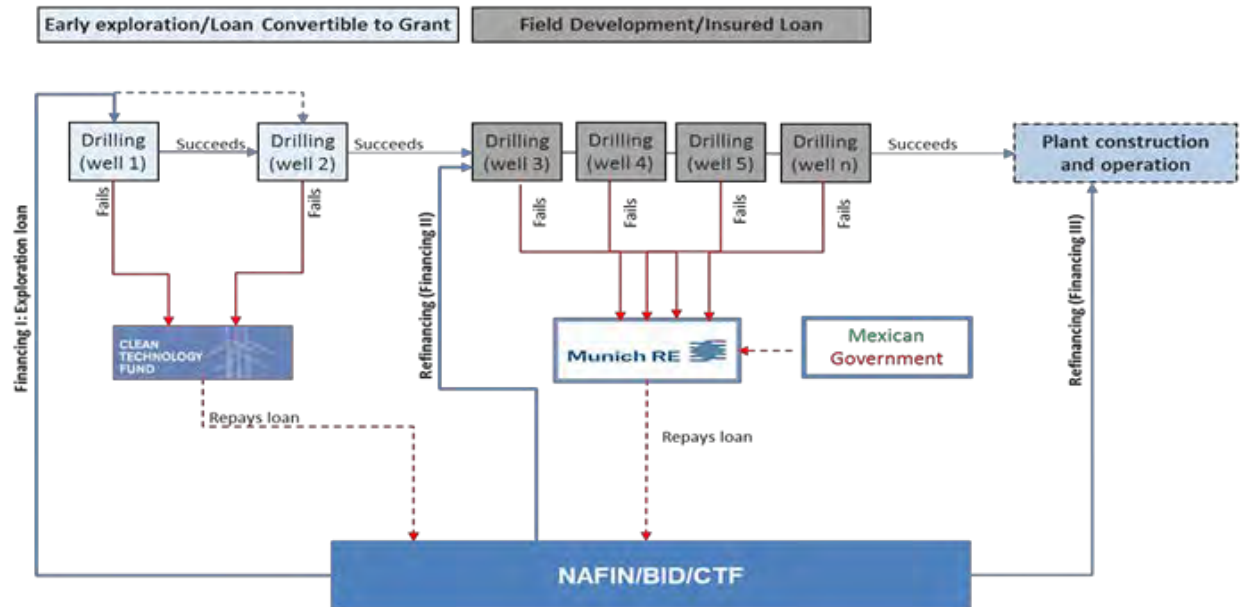 Early exploration/Loan Convertible to Grant
Field Development/Insured Loan
Drilling
(well 1)
Succeeds
Drilling
(well 2)
Succeeds
Drilling
(well 3)
Drilling
(well 4)
Drilling
(well 5)
Drilling
(well n)
Succeeds
Plant construction
and operation
Fails
Fails
Fails
Fails
Fails
Fails
Financing I: Exploration loan
Refinancing (Financing II)
Refinancing (Financing III)
CLEAN
TECHNOLOGY
FUND
Munich RE
Mexican
Government
Repays loan
Repays loan
NAFIN/BID/CTF